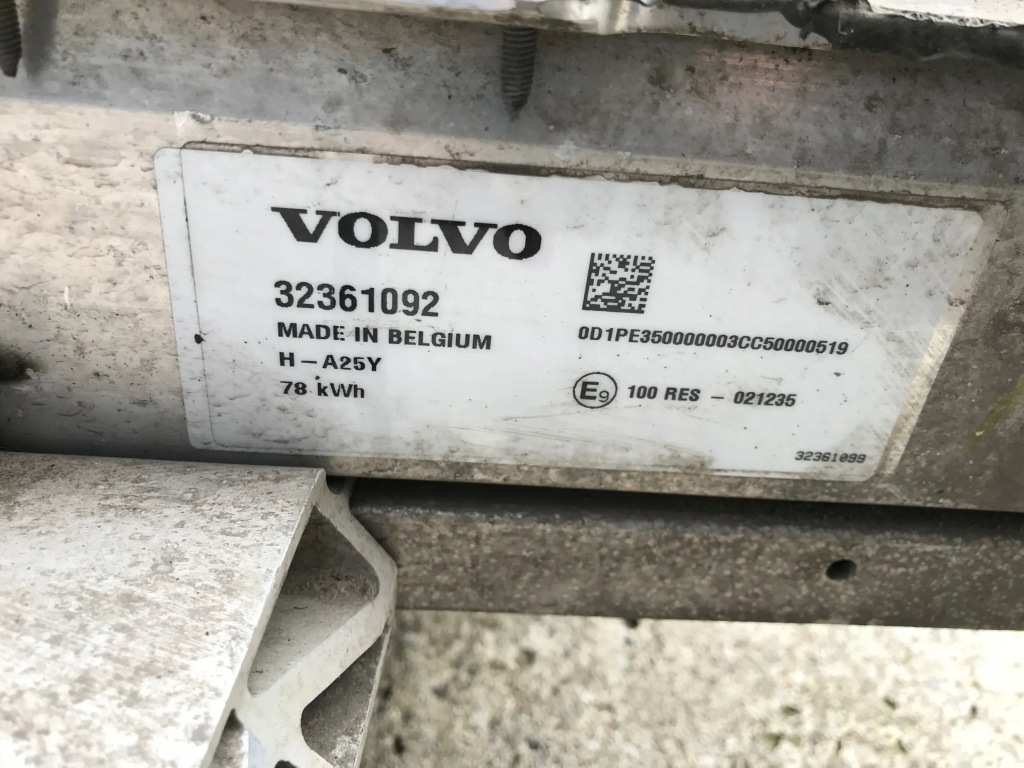 VOLVO
32361092
MADE IN BELGIUM
H-A25Y
78 kWh
0D1PE350000003CC50000519
E9 100 RES - 021235
32361099